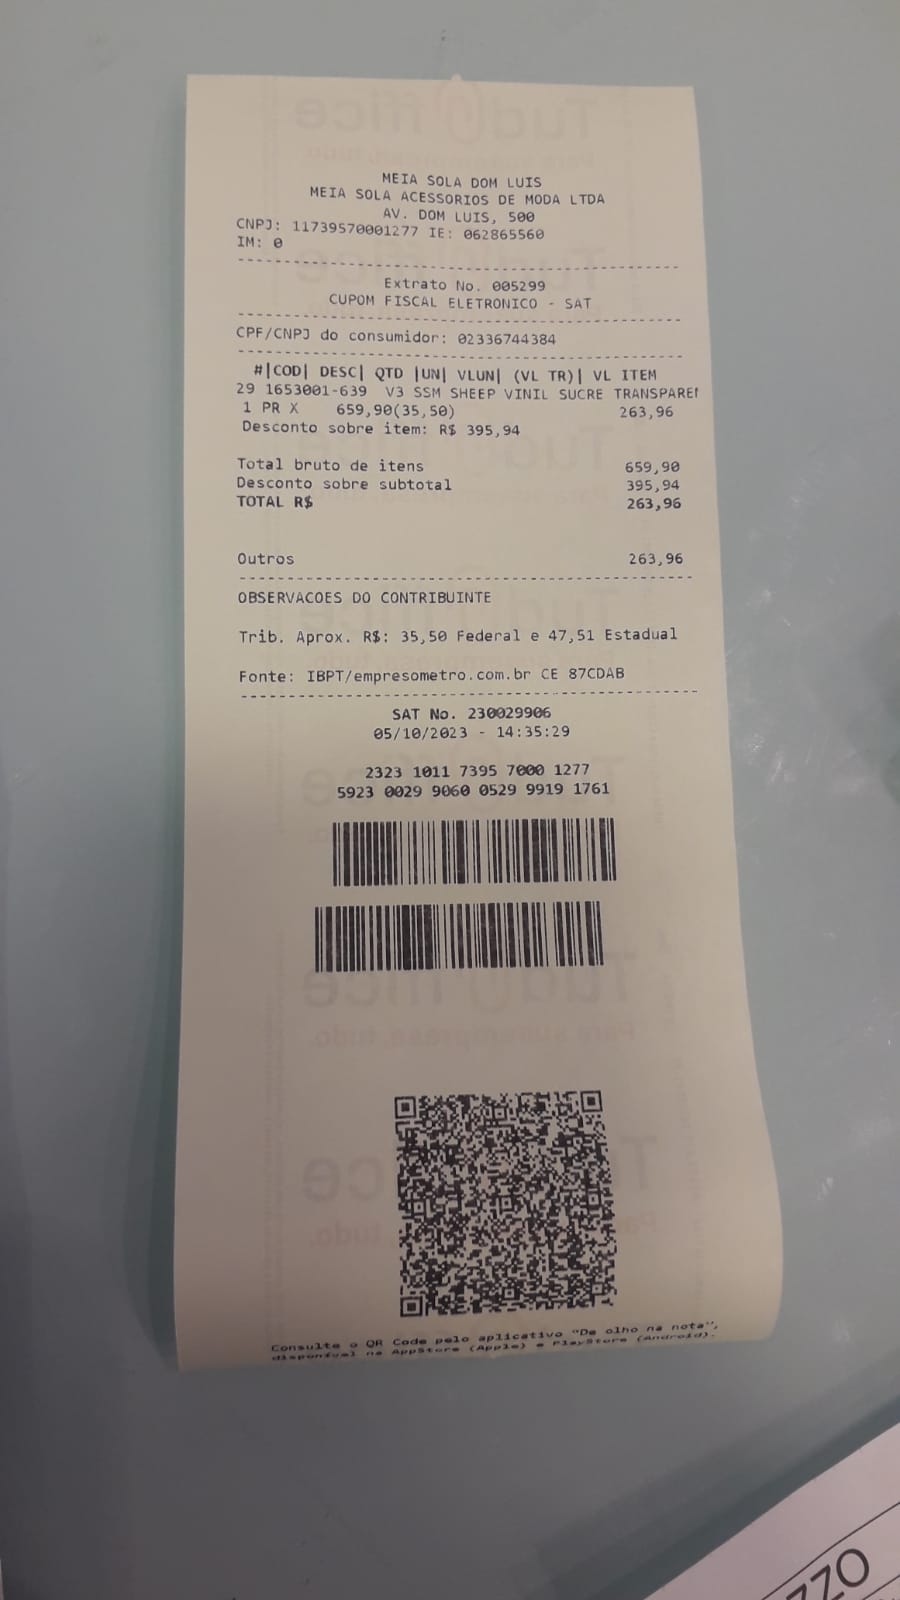 MEIA SOLA DOM LUIS
MEIA SOLA ACESSORIOS DE MODA LTDA
AV. DOM LUIS, 500
CNPJ: 11739570001277 IE: 062865560
IM: 0
Extrato No. 005299
CUPOM FISCAL ELETRONICO - SAT
CPF/CNPJ do consumidor: 02336744384
#|COD| DESC| QTD |UN| VLUN| (VL TR)| VL ITEM
29 1653001-639 V3 SSM SHEEP VINIL SUCRE TRANSPAREN
1 PR X 659,90(35,50) 263,96
Desconto sobre item: R$ 395,94
Total bruto de itens 659,90
Desconto sobre subtotal 395,94
TOTAL R$ 263,96
Outros 263,96
OBSERVACOES DO CONTRIBUINTE
Trib. Aprox. R$: 35,50 Federal e 47,51 Estadual
Fonte: IBPT/empresometro.com.br CE 87CDAB
SAT No. 230029906
05/10/2023 - 14:35:29
2323 1011 7395 7000 1277
5923 0029 9060 0529 9919 1761
Consulte o QR Code pelo aplicativo "De olho na nota",
disponível na AppStore (Apple) e PlayStore (Android).
ZZO